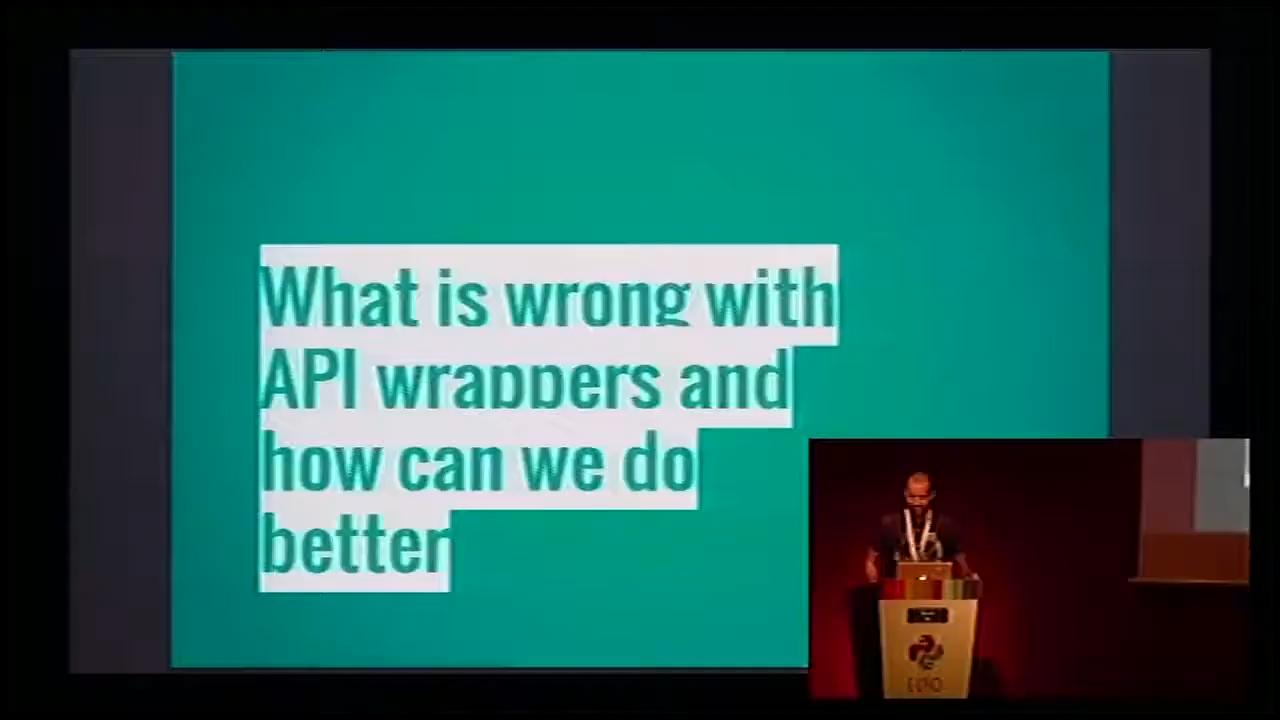 What is wrong with
API wrappers and
how can we do
better